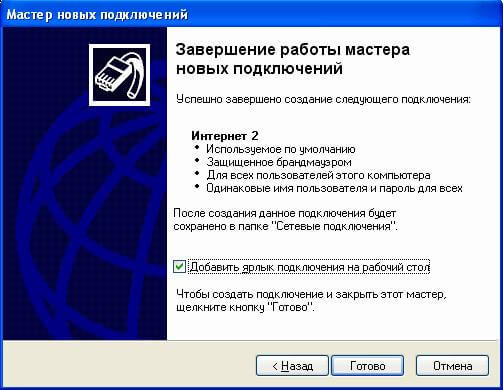 Мастер новых подключений
Завершение работы мастера
новых подключений
Успешно завершено создание следующего подключения:
Интернет 2
• Используемое по умолчанию
• Защищенное брандмауэром
• Для всех пользователей этого компьютера
• Одинаковые имя пользователя и пароль для всех
После создания данное подключение будет
сохранено в папке "Сетевые подключения".
Добавить ярлык подключения на рабочий стол
Чтобы создать подключение и закрыть этот мастер,
щелкните кнопку "Готово".
< Назад Готово Отмена